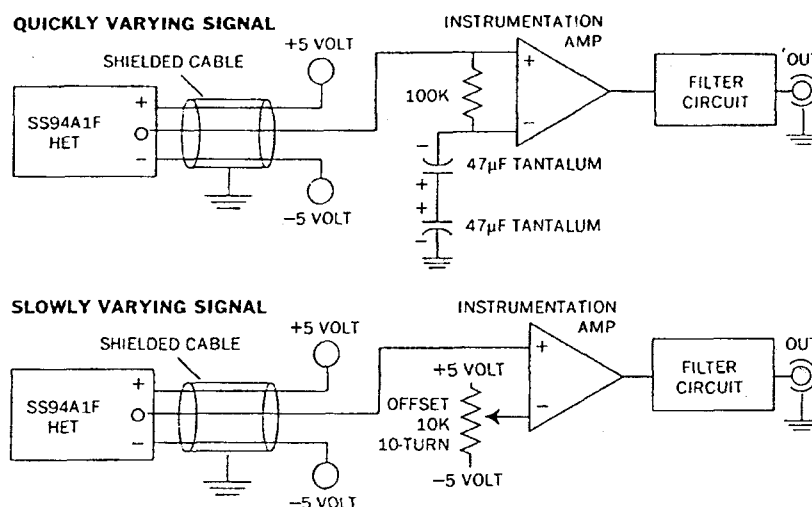 QUICKLY VARYING SIGNAL
INSTRUMENTATION
AMP
+5 VOLT
SHIELDED CABLE
'OUT
SS94A1F
HET
+
O
−
100K
+
−
FILTER
CIRCUIT
−5 VOLT
−
47µF TANTALUM
+
+
47µF TANTALUM
−
SLOWLY VARYING SIGNAL
INSTRUMENTATION
AMP
+5 VOLT
SHIELDED CABLE
OUT
SS94A1F
HET
+
O
−
+5 VOLT
OFFSET
10K
10-TURN
−5 VOLT
+
−
FILTER
CIRCUIT
−5 VOLT